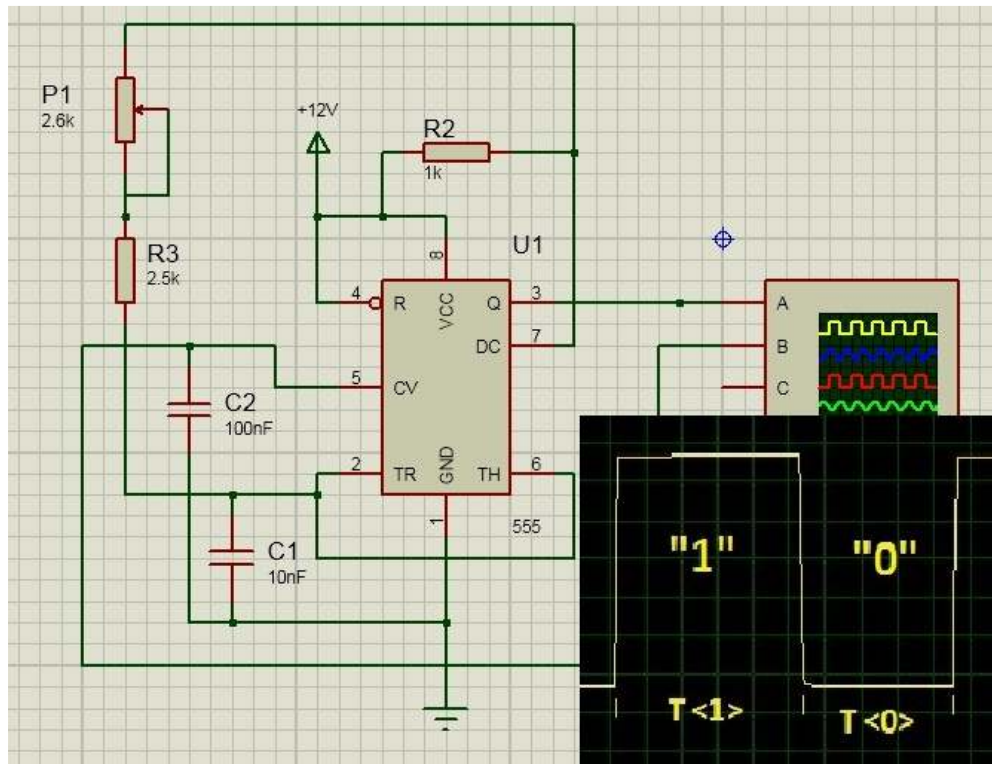 P1
2.6k
+12V
R2
1k
R3
2.5k
U1
8
4
R
VCC
Q
3
DC
7
5
CV
C2
100nF
2
TR
GND
TH
6
1
555
C1
10nF
A
B
C
"1"
"0"
T <1>
T <0>